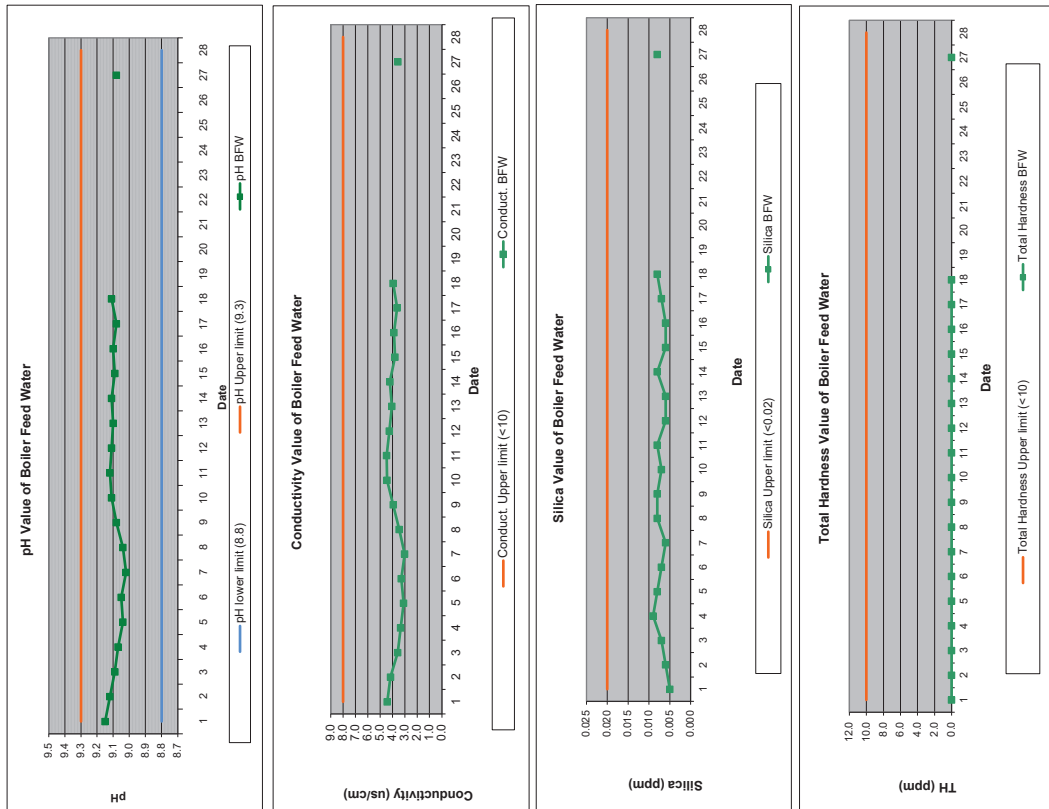 pH Value of Boiler Feed Water
pH
9.5
9.4
9.3
9.2
9.1
9.0
8.9
8.8
8.7
1 2 3 4 5 6 7 8 9 10 11 12 13 14 15 16 17 18 19 20 21 22 23 24 25 26 27 28
Date
pH lower limit (8.8) pH Upper limit (9.3) pH BFW
Conductivity Value of Boiler Feed Water
Conductivity (us/cm)
9.0
8.0
7.0
6.0
5.0
4.0
3.0
2.0
1.0
0.0
1 2 3 4 5 6 7 8 9 10 11 12 13 14 15 16 17 18 19 20 21 22 23 24 25 26 27 28
Date
Conduct. Upper limit (<10) Conduct. BFW
Silica Value of Boiler Feed Water
Silica (ppm)
0.025
0.020
0.015
0.010
0.005
0.000
1 2 3 4 5 6 7 8 9 10 11 12 13 14 15 16 17 18 19 20 21 22 23 24 25 26 27 28
Date
Silica Upper limit (<0.02) Silica BFW
Total Hardness Value of Boiler Feed Water
TH (ppm)
12.0
10.0
8.0
6.0
4.0
2.0
0.0
1 2 3 4 5 6 7 8 9 10 11 12 13 14 15 16 17 18 19 20 21 22 23 24 25 26 27 28
Date
Total Hardness Upper limit (<10) Total Hardness BFW